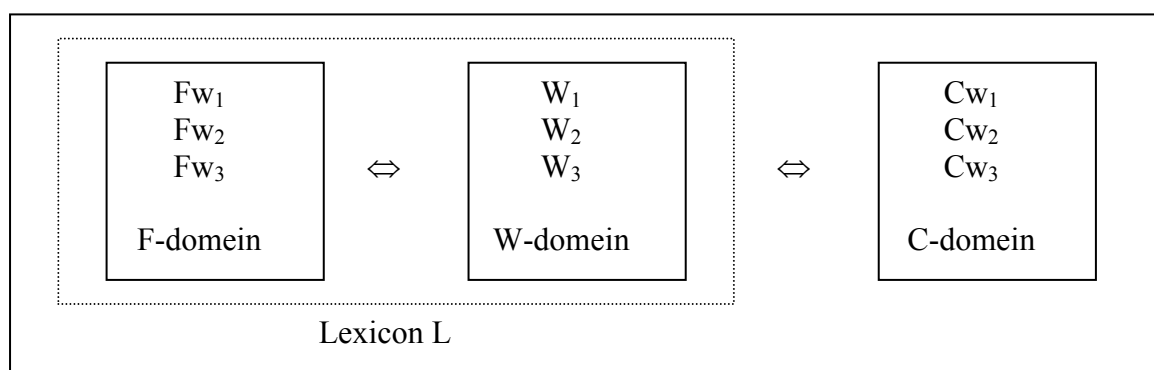 Fw₁ W₁ Cw₁
Fw₂ W₂ Cw₂
Fw₃ ⇔ W₃ ⇔ Cw₃
F-domein W-domein C-domein
Lexicon L